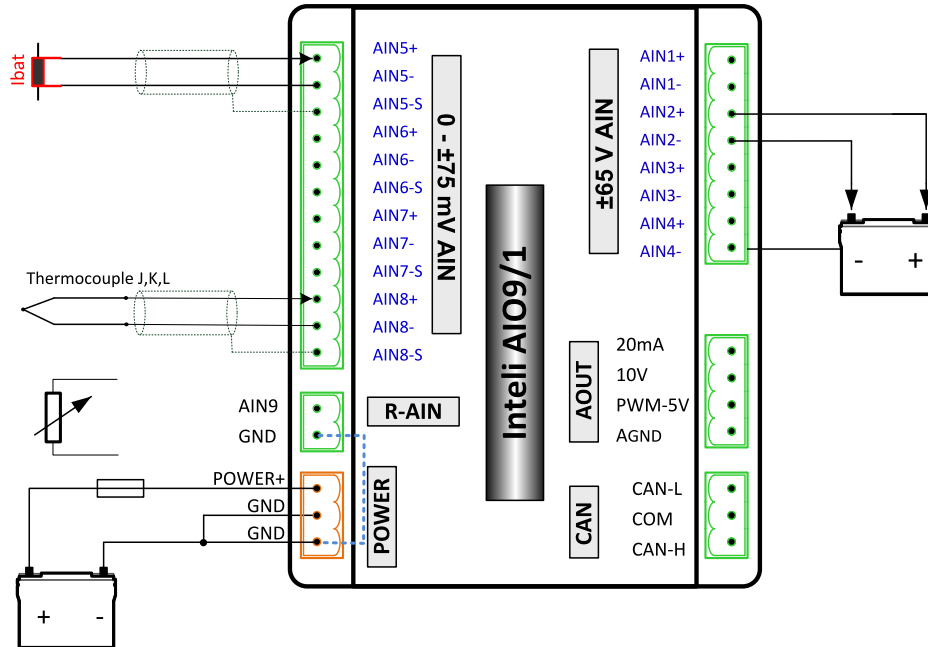 Ibat
AIN5+
AIN5-
AIN5-S
AIN6+
AIN6-
AIN6-S
AIN7+
AIN7-
AIN7-S
AIN8+
AIN8-
AIN8-S
0 - ±75 mV AIN
Thermocouple J,K,L
AIN9
GND
R-AIN
POWER+
GND
GND
POWER
+ -
Inteli AIO9/1
±65 V AIN
AIN1+
AIN1-
AIN2+
AIN2-
AIN3+
AIN3-
AIN4+
AIN4-
- +
AOUT
20mA
10V
PWM-5V
AGND
CAN
CAN-L
COM
CAN-H